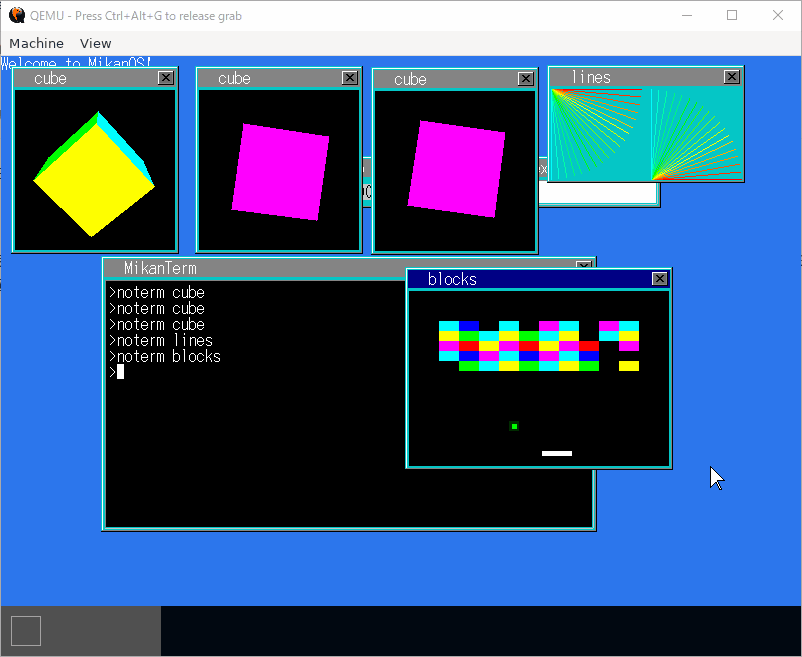 QEMU - Press Ctrl+Alt+G to release grab
Machine View
Welcome to MikanOS!
cube
cube
cube
lines
MikanTerm
>noterm cube
>noterm cube
>noterm cube
>noterm lines
>noterm blocks
>
blocks